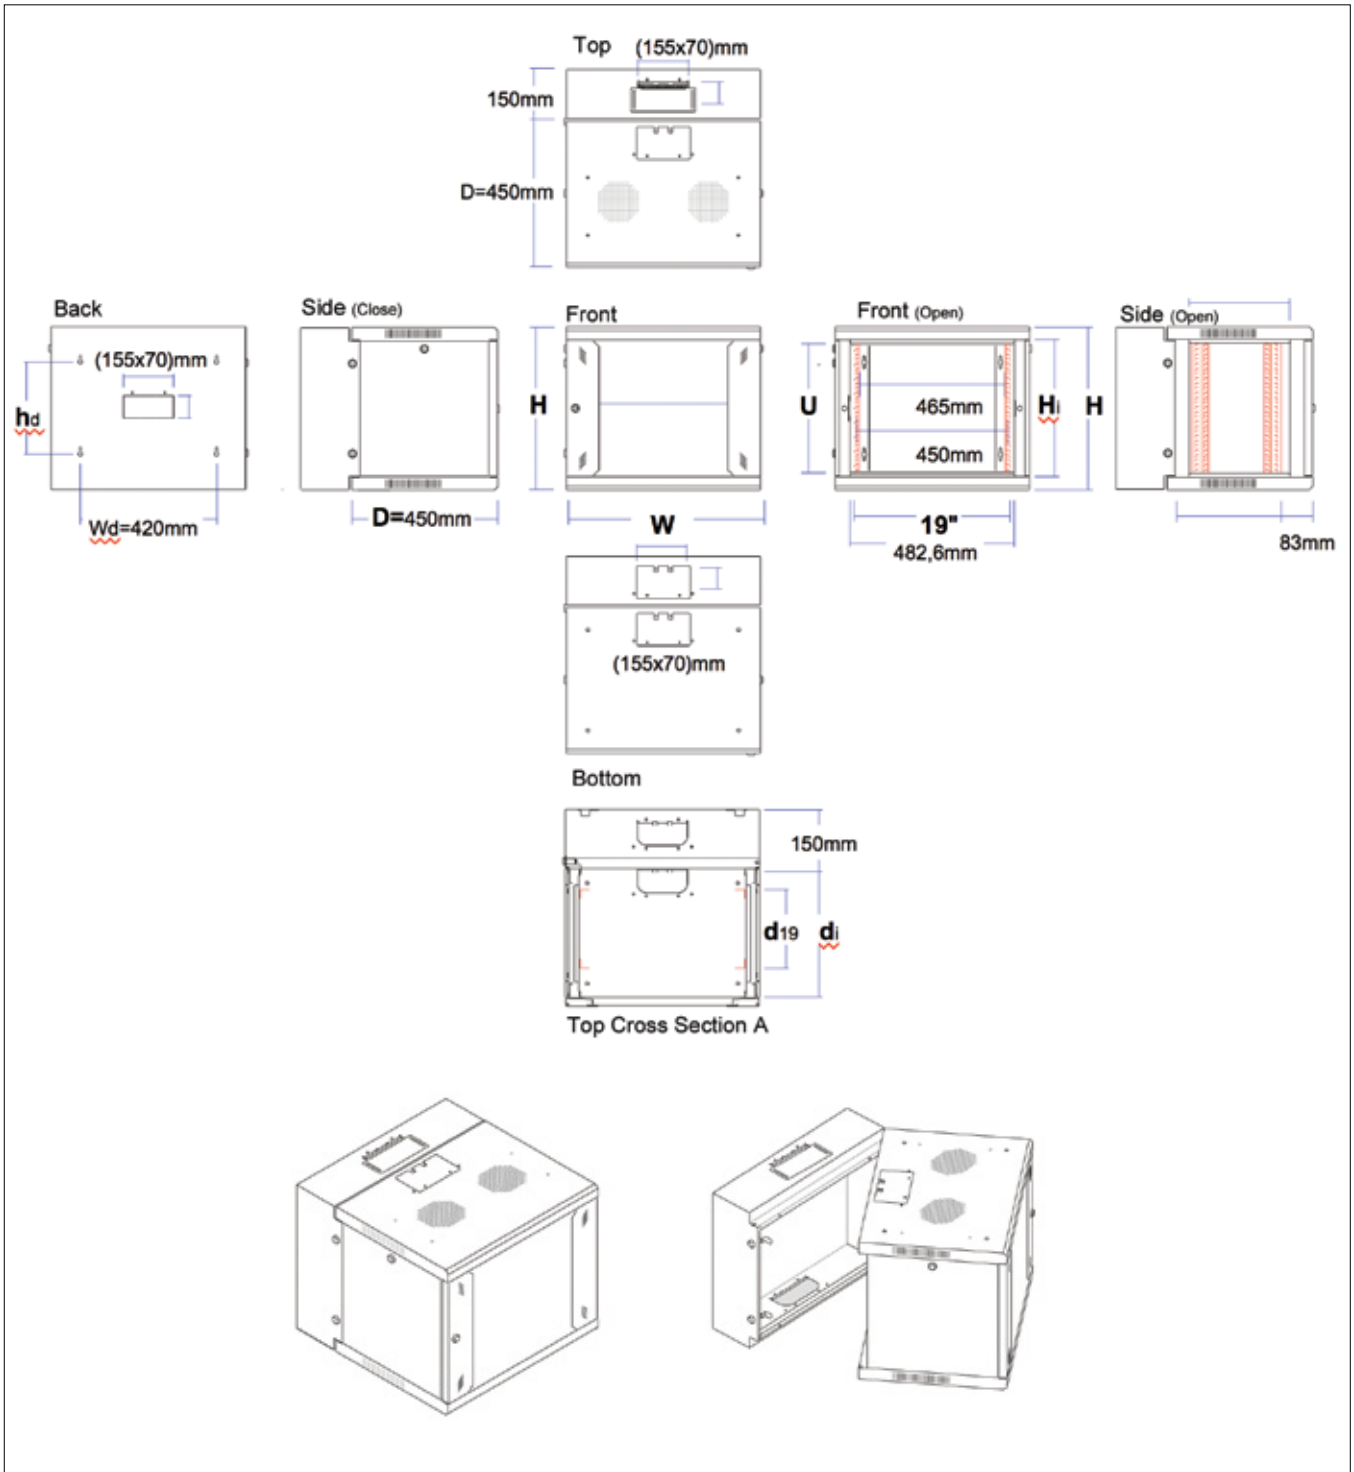 Top (155x70)mm
150mm
D=450mm
Back
Side (Close)
Front
Front (Open)
Side (Open)
(155x70)mm
hd
H
U
465mm
450mm
Hi
H
Wd=420mm
D=450mm
W
19"
482,6mm
83mm
(155x70)mm
Bottom
150mm
d19
di
Top Cross Section A